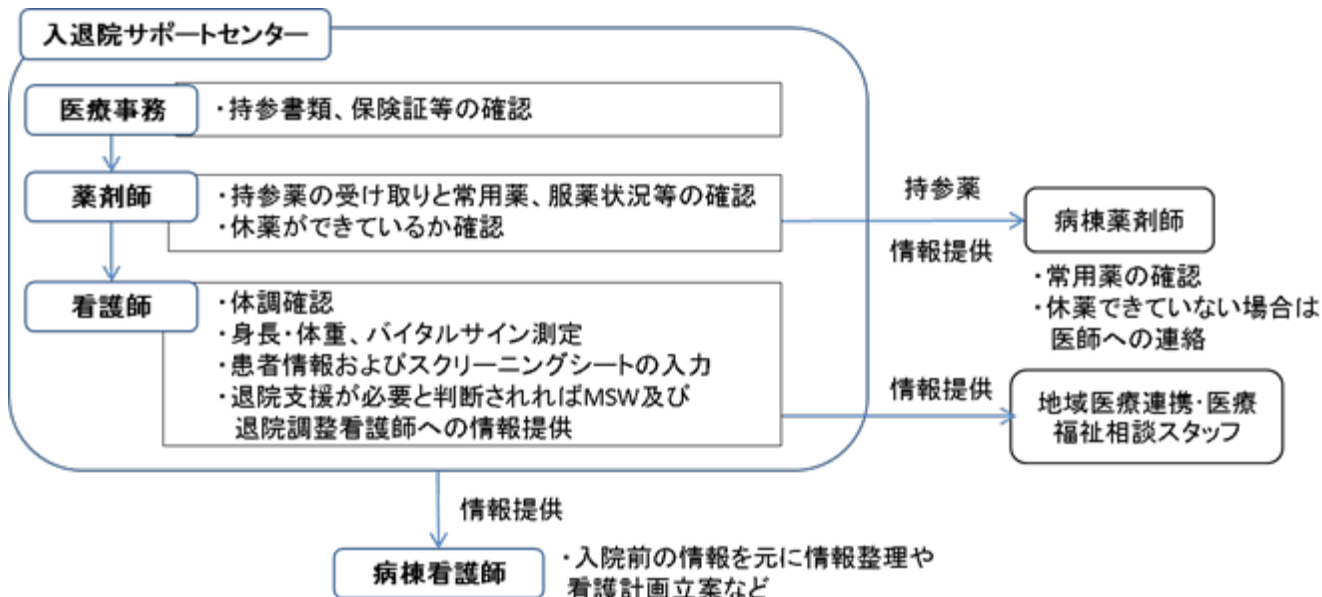 入退院サポートセンター
医療事務
・持参書類、保険証等の確認
薬剤師
・持参薬の受け取りと常用薬、服薬状況等の確認
・休薬ができているか確認
持参薬
情報提供
病棟薬剤師
・常用薬の確認
・休薬できていない場合は
医師への連絡
看護師
・体調確認
・身長・体重、バイタルサイン測定
・患者情報およびスクリーニングシートの入力
・退院支援が必要と判断されればMSW及び
退院調整看護師への情報提供
情報提供
地域医療連携・医療
福祉相談スタッフ
情報提供
病棟看護師
・入院前の情報を元に情報整理や
看護計画立案など